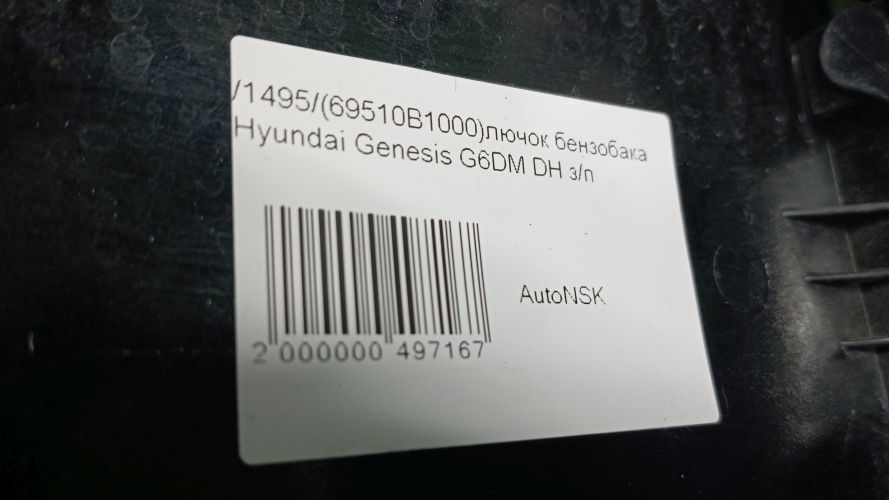 /1495/(69510B1000)лючок бензобака
Hyundai Genesis G6DM DH з/п
AutoNSK
2 000000 497167